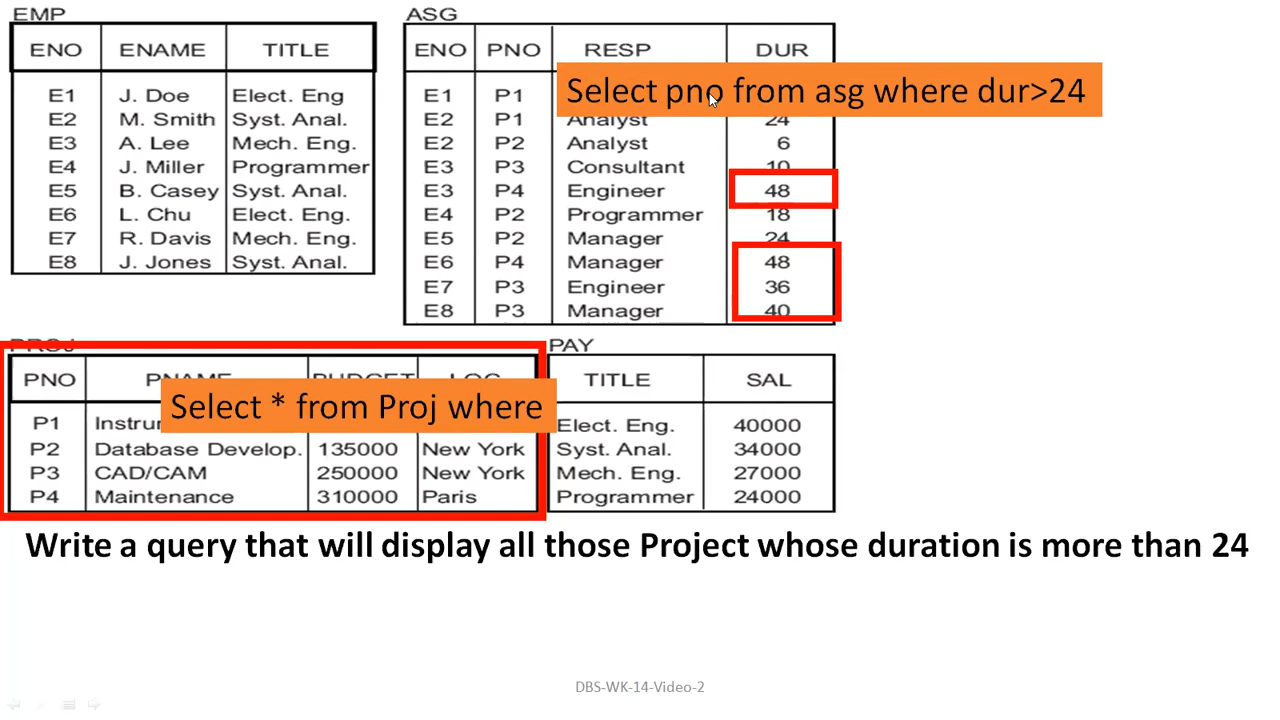 EMP
ENO ENAME TITLE
E1 J. Doe Elect. Eng
E2 M. Smith Syst. Anal.
E3 A. Lee Mech. Eng.
E4 J. Miller Programmer
E5 B. Casey Syst. Anal.
E6 L. Chu Elect. Eng.
E7 R. Davis Mech. Eng.
E8 J. Jones Syst. Anal.
ASG
ENO PNO RESP DUR
Select pno from asg where dur>24
E1 P1
E2 P1 Analyst 24
E2 P2 Analyst 6
E3 P3 Consultant 10
E3 P4 Engineer 48
E4 P2 Programmer 18
E5 P2 Manager 24
E6 P4 Manager 48
E7 P3 Engineer 36
E8 P3 Manager 40
PROJ
PNO PNAME BUDGET LOC
Select * from Proj where
P1
P2 Database Develop. 135000 New York
P3 CAD/CAM 250000 New York
P4 Maintenance 310000 Paris
PAY
TITLE SAL
Elect. Eng. 40000
Syst. Anal. 34000
Mech. Eng. 27000
Programmer 24000
Write a query that will display all those Project whose duration is more than 24
DBS-WK-14-Video-2